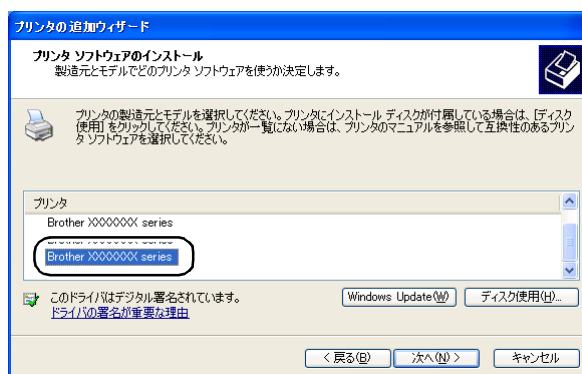 プリンタの追加ウィザード
プリンタ ソフトウェアのインストール
製造元とモデルでどのプリンタ ソフトウェアを使うか決定します。
プリンタの製造元とモデルを選択してください。プリンタにインストール ディスクが付属している場合は、[ディスク
使用] をクリックしてください。プリンタが一覧にない場合は、プリンタのマニュアルを参照して互換性のあるプリン
タ ソフトウェアを選択してください。
プリンタ
Brother XXXXXXX series
Brother XXXXXXX series
このドライバはデジタル署名されています。
ドライバの署名が重要な理由
Windows Update(W)
ディスク使用(H)...
< 戻る(B)
次へ(N) >
キャンセル